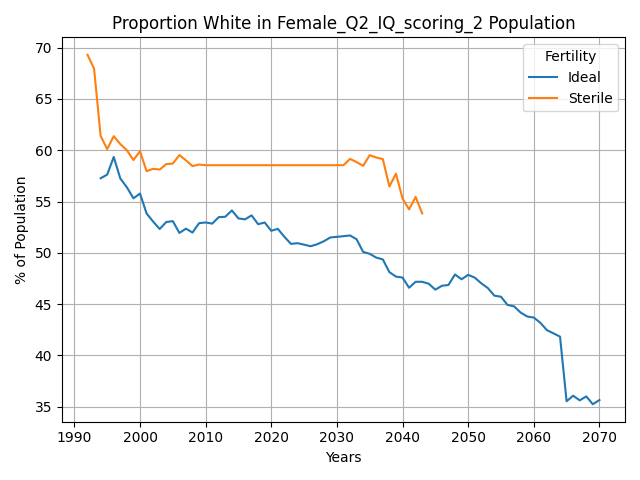 Proportion White in Female_Q2_IQ_scoring_2 Population
Fertility
Ideal
Sterile
% of Population
70
65
60
55
50
45
40
35
1990 2000 2010 2020 2030 2040 2050 2060 2070
Years